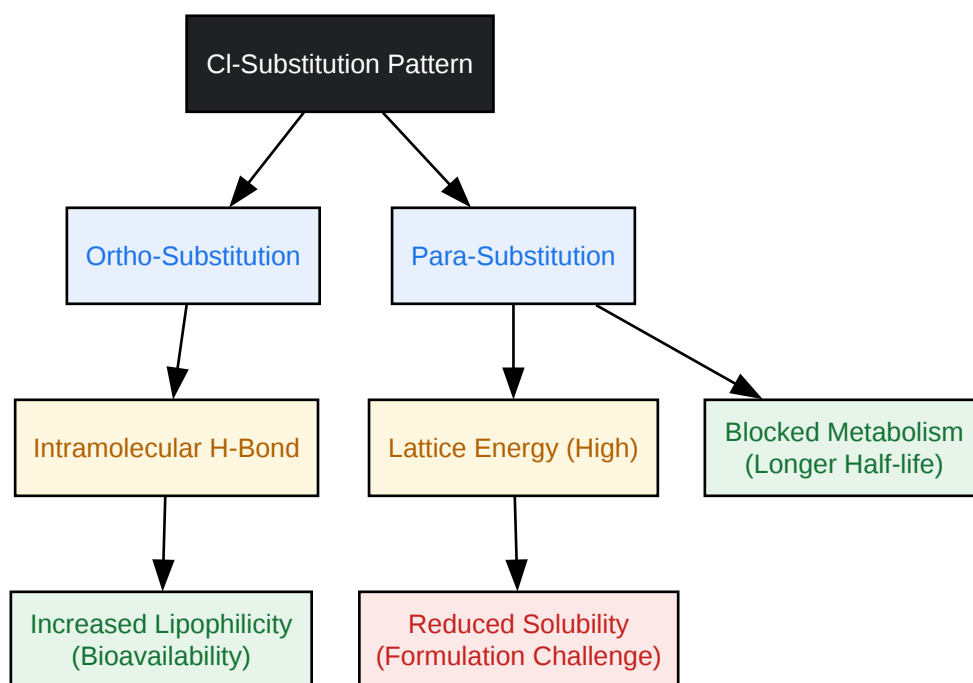 Cl-Substitution Pattern
Ortho-Substitution
Para-Substitution
Intramolecular H-Bond
Lattice Energy (High)
Blocked Metabolism
(Longer Half-life)
Increased Lipophilicity
(Bioavailability)
Reduced Solubility
(Formulation Challenge)